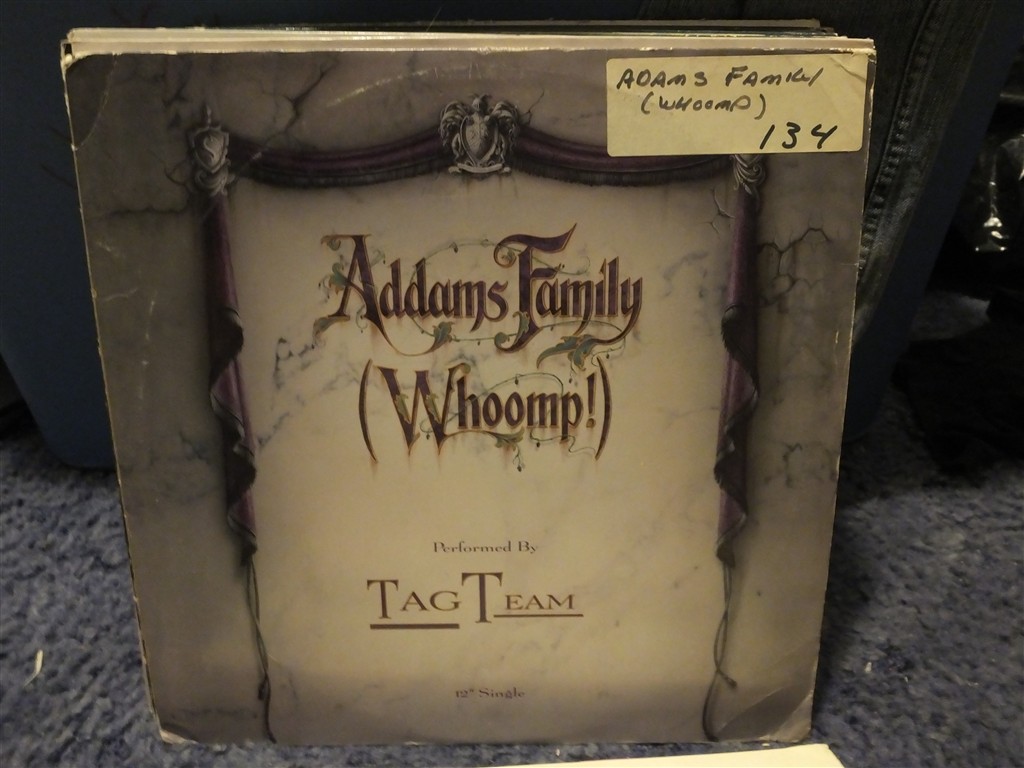 ADAMS FAMILY
(WHOOMP)
134
Addams Family
(Whoomp!)
Performed By
TAG TEAM
12" Single